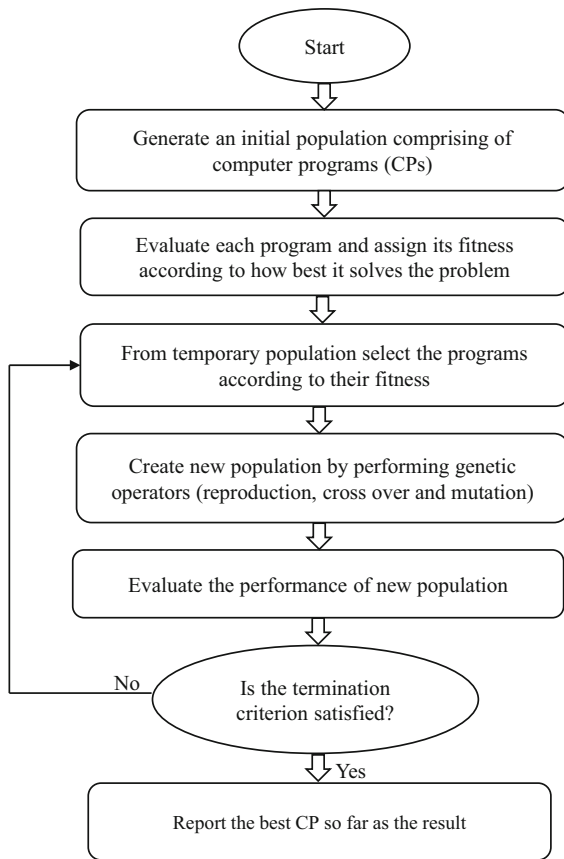 Start
Generate an initial population comprising of
computer programs (CPs)
Evaluate each program and assign its fitness
according to how best it solves the problem
From temporary population select the programs
according to their fitness
Create new population by performing genetic
operators (reproduction, cross over and mutation)
Evaluate the performance of new population
Is the termination
criterion satisfied?
No
Yes
Report the best CP so far as the result